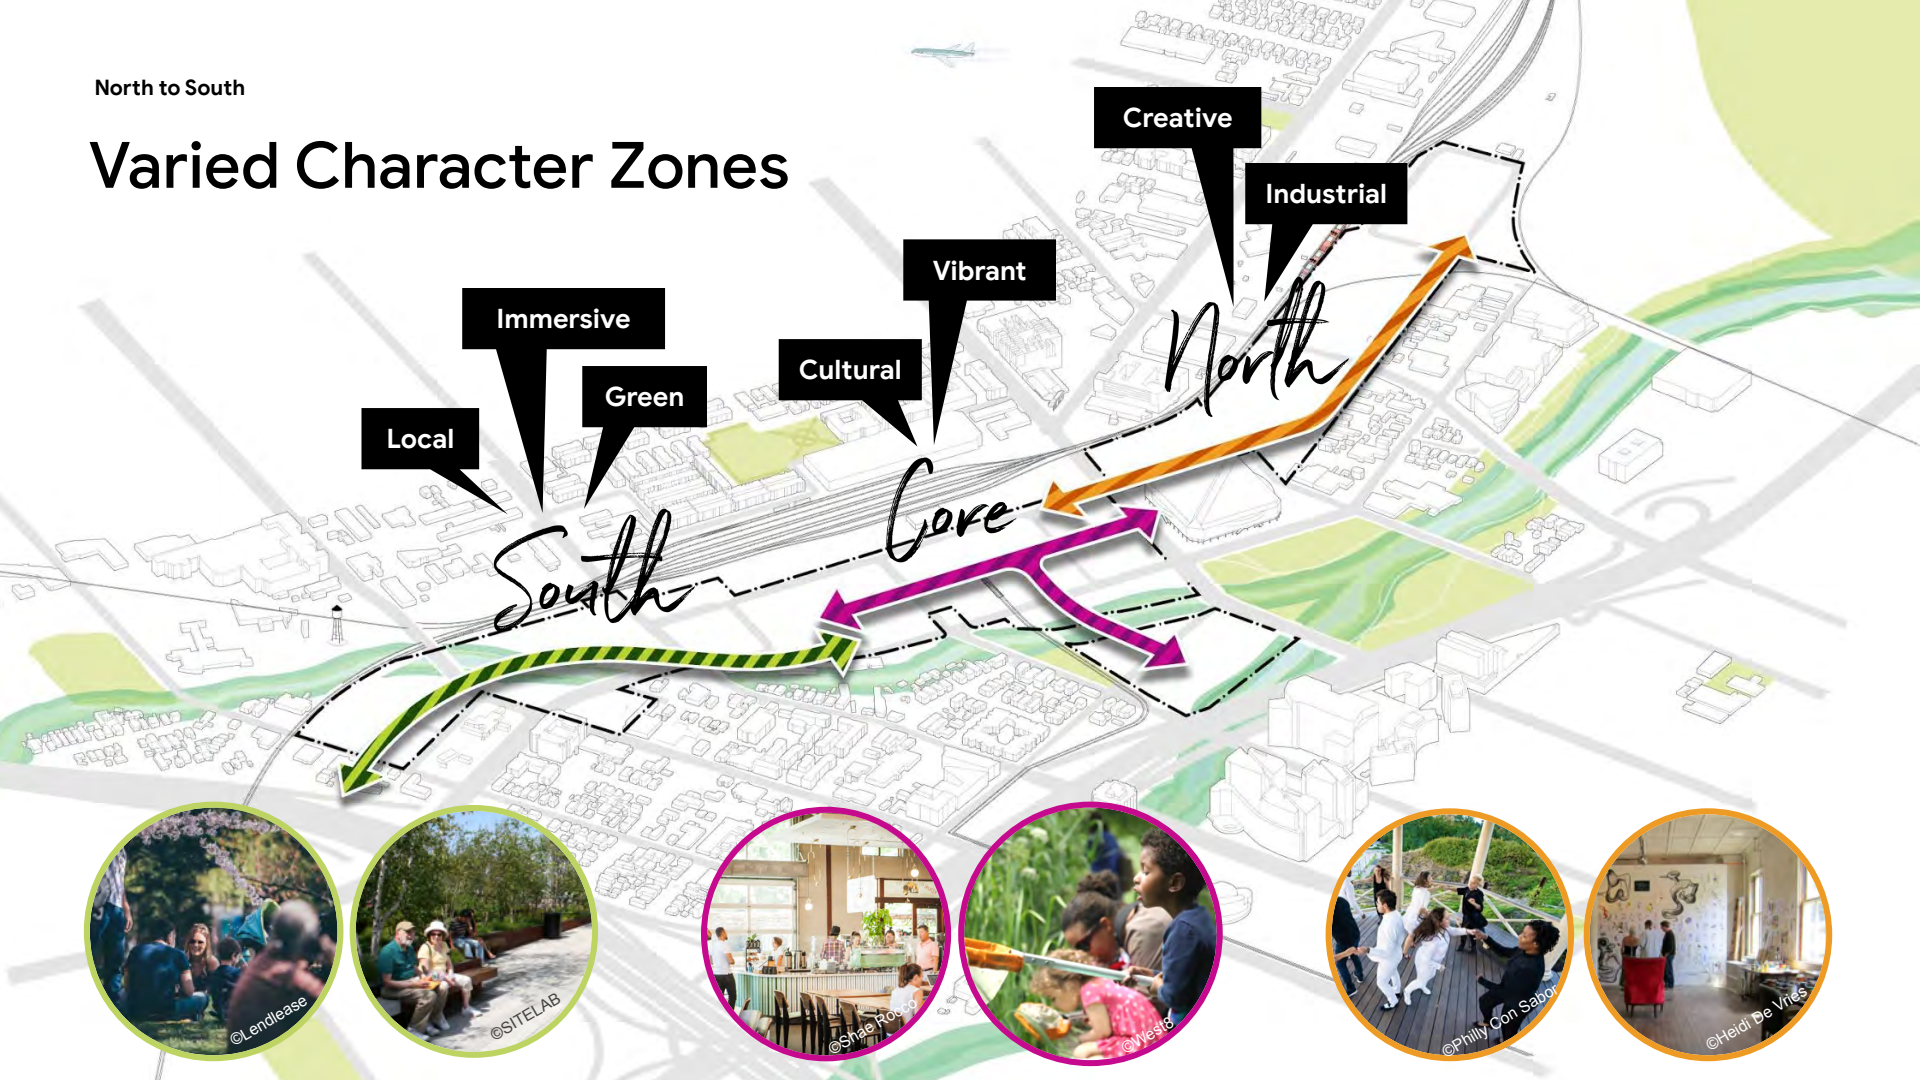 North to South
Varied Character Zones
Creative
Industrial
Vibrant
Immersive
Cultural
Green
Local
North
Core
South
©Lendlease
©SITELAB
©Shae Rocco
©West8
©Philly Con Sabor
©Heidi De Vries